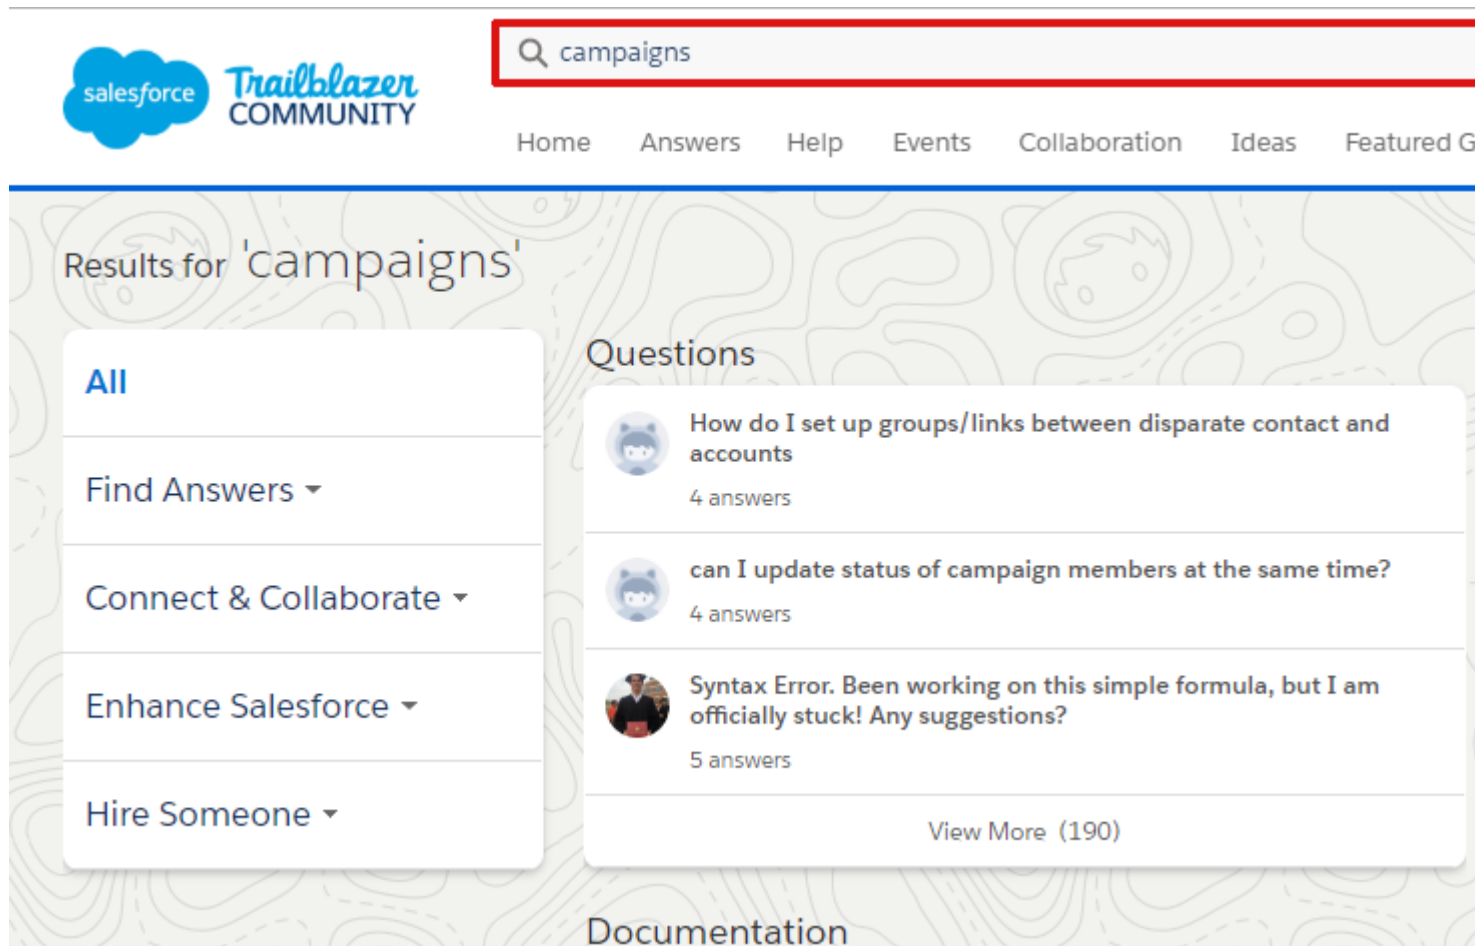 campaigns
salesforce
Trailblazer
COMMUNITY
Home Answers Help Events Collaboration Ideas Featured G
Results for 'campaigns'
All
Find Answers
Connect & Collaborate
Enhance Salesforce
Hire Someone
Questions
How do I set up groups/links between disparate contact and
accounts
4 answers
can I update status of campaign members at the same time?
4 answers
Syntax Error. Been working on this simple formula, but I am
officially stuck! Any suggestions?
5 answers
View More (190)
Documentation